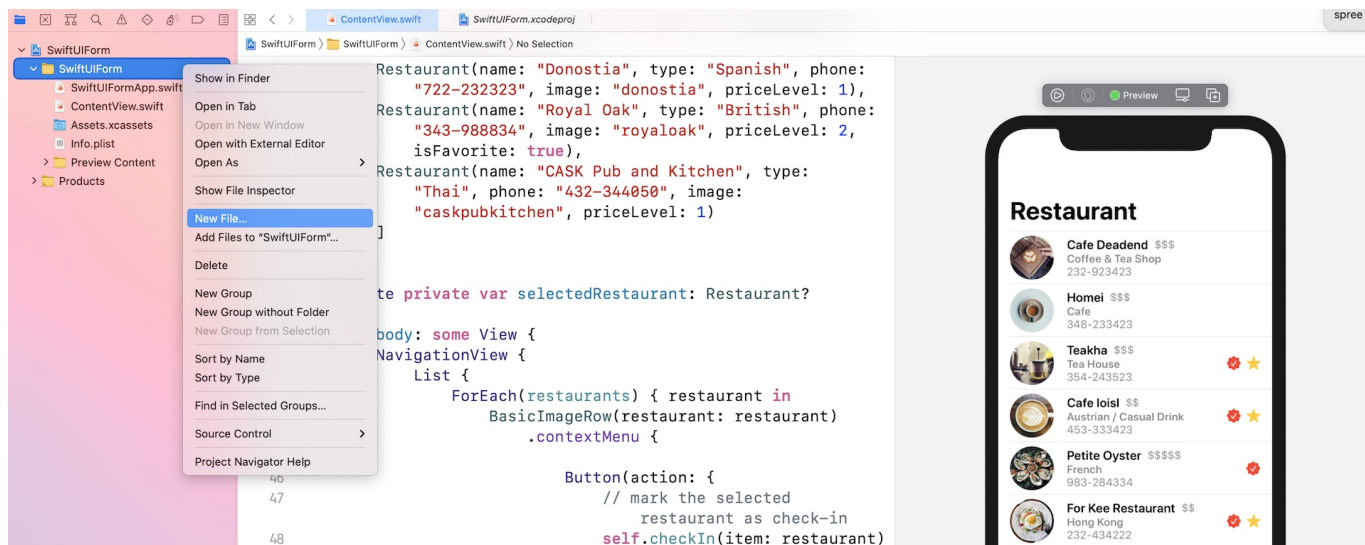 ContentView.swift
SwiftUIForm.xcodeproj
spree
SwiftUIForm
SwiftUIForm 〉 SwiftUIForm 〉 ContentView.swift 〉 No Selection
SwiftUIForm
SwiftUIFormApp.swift
ContentView.swift
Assets.xcassets
Info.plist
Preview Content
Products
Show in Finder
Open in Tab
Open in New Window
Open with External Editor
Open As
Show File Inspector
New File...
Add Files to “SwiftUIForm”...
Delete
New Group
New Group without Folder
New Group from Selection
Sort by Name
Sort by Type
Find in Selected Groups...
Source Control
Project Navigator Help
Restaurant(name: "Donostia", type: "Spanish", phone:
"722-232323", image: "donostia", priceLevel: 1),
Restaurant(name: "Royal Oak", type: "British", phone:
"343-988834", image: "royaloak", priceLevel: 2,
isFavorite: true),
Restaurant(name: "CASK Pub and Kitchen", type:
"Thai", phone: "432-344050", image:
"caskpubkitchen", priceLevel: 1)
]
te private var selectedRestaurant: Restaurant?
body: some View {
NavigationView {
List {
ForEach(restaurants) { restaurant in
BasicImageRow(restaurant: restaurant)
.contextMenu {
46 Button(action: {
47 // mark the selected
restaurant as check-in
48 self.checkIn(item: restaurant)
Preview
Restaurant
Cafe Deadend $$$
Coffee & Tea Shop
232-923423
Homei $$$
Cafe
348-233423
Teakha $$$
Tea House
354-243523
Cafe loisl $$
Austrian / Casual Drink
453-333423
Petite Oyster $$$$$
French
983-284334
For Kee Restaurant $$
Hong Kong
232-434222